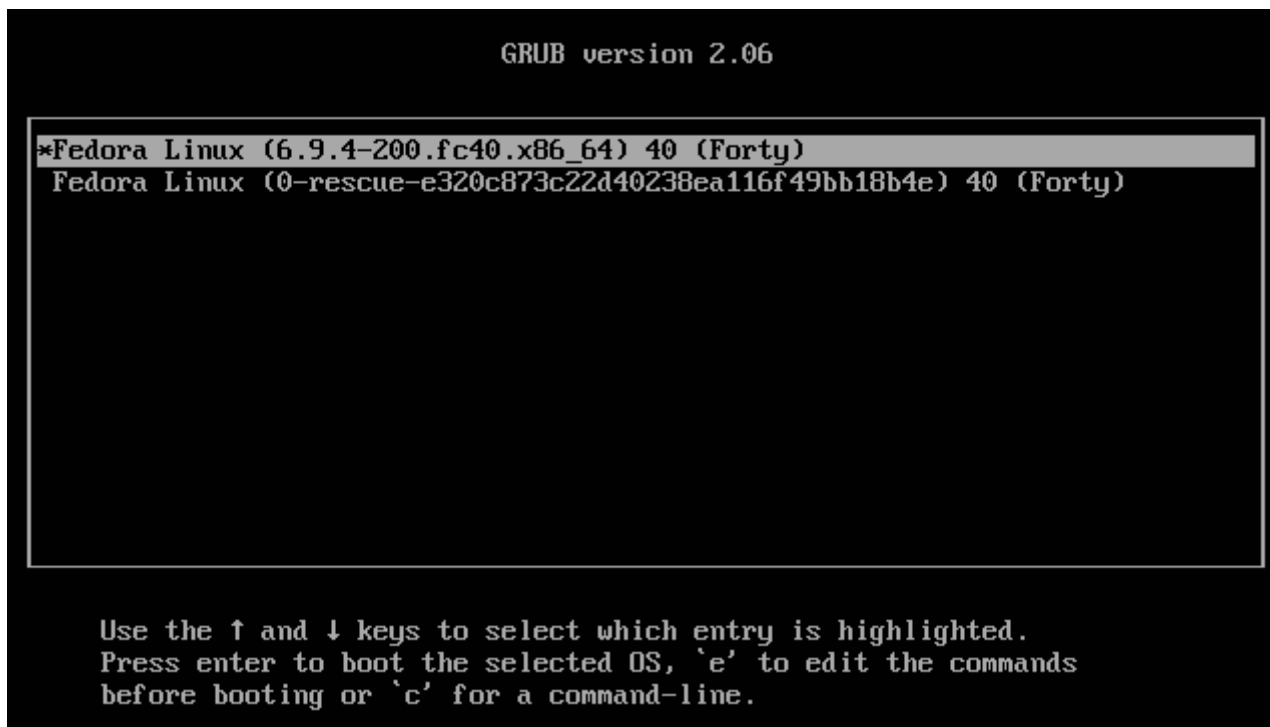 GRUB version 2.06
*Fedora Linux (6.9.4-200.fc40.x86_64) 40 (Forty)
Fedora Linux (0-rescue-e320c873c22d40238ea116f49bb18b4e) 40 (Forty)
Use the ↑ and ↓ keys to select which entry is highlighted.
Press enter to boot the selected OS, `e' to edit the commands
before booting or `c' for a command-line.